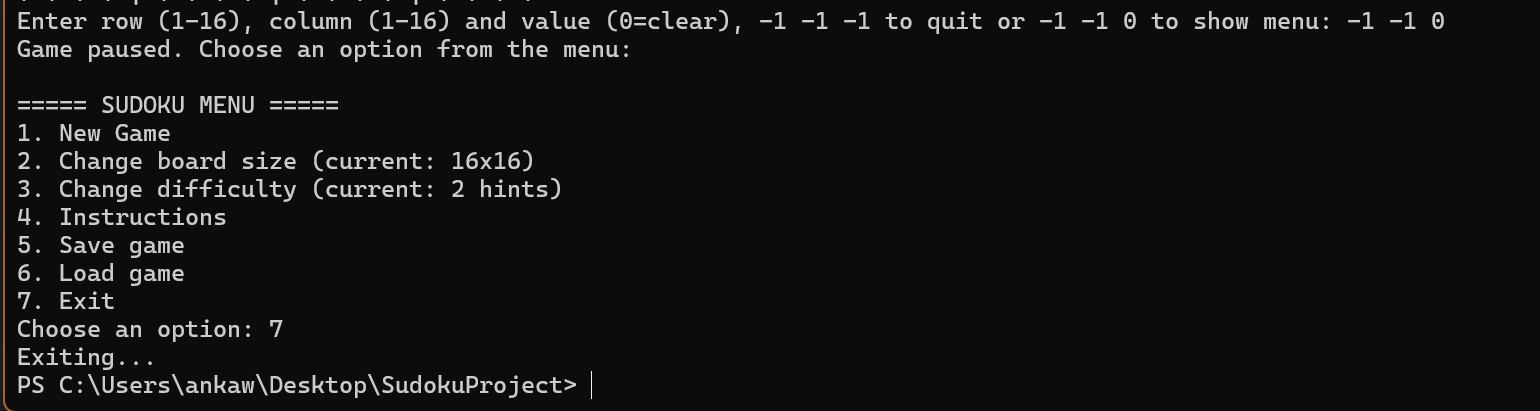 Enter row (1-16), column (1-16) and value (0=clear), -1 -1 -1 to quit or -1 -1 0 to show menu: -1 -1 0
Game paused. Choose an option from the menu:
===== SUDOKU MENU =====
1. New Game
2. Change board size (current: 16x16)
3. Change difficulty (current: 2 hints)
4. Instructions
5. Save game
6. Load game
7. Exit
Choose an option: 7
Exiting...
PS C:\Users\ankaw\Desktop\SudokuProject>